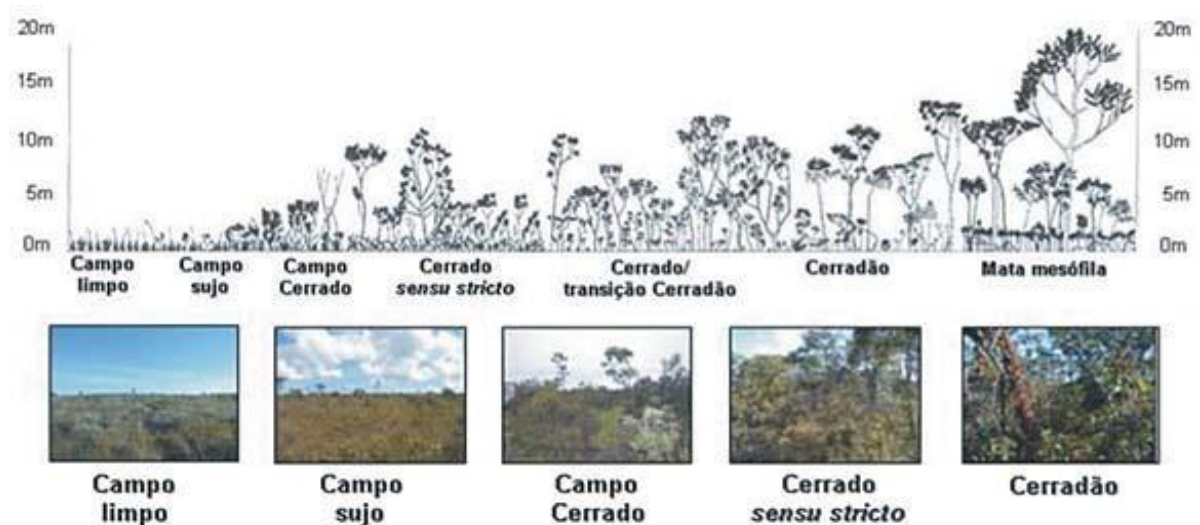 20m
20m
15m
15m
10m
10m
5m
5m
0m
0m
Campo
limpo
Campo
sujo
Campo
Cerrado
Cerrado
sensu stricto
Cerrado/
transição Cerradão
Cerradão
Mata mesófila
Campo
limpo
Campo
sujo
Campo
Cerrado
Cerrado
sensu stricto
Cerradão